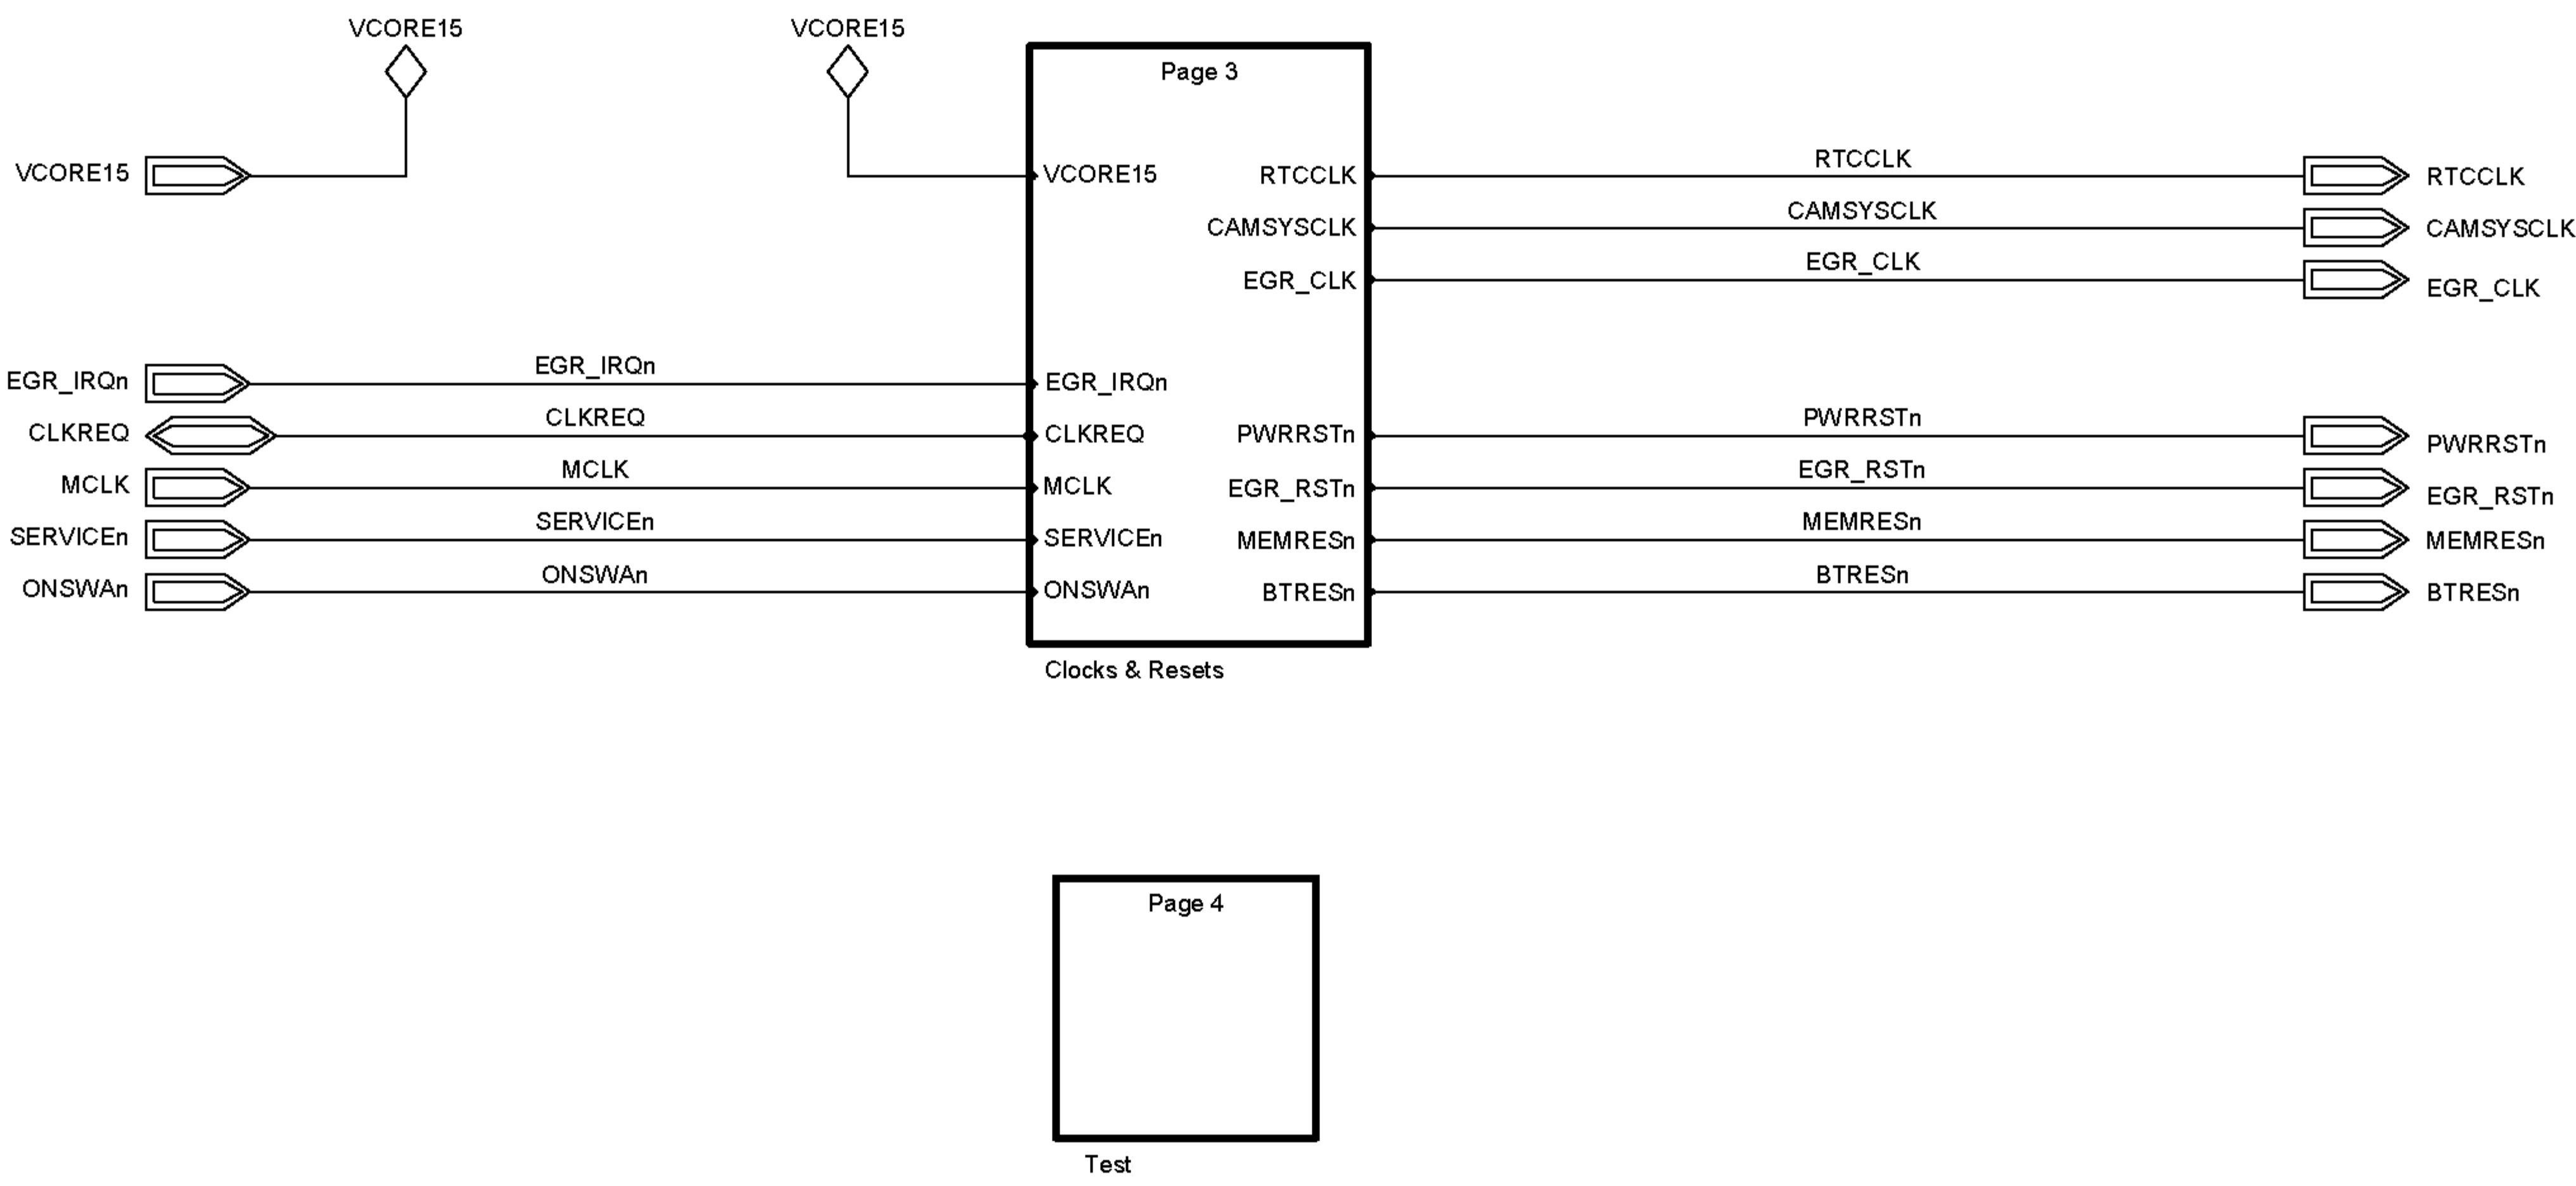 VCORE15
VCORE15
Page 3
VCORE15
VCORE15
RTCCLK
RTCCLK
RTCCLK
CAMSYSCLK
CAMSYSCLK
CAMSYSCLK
EGR_CLK
EGR_CLK
EGR_CLK
EGR_IRQn
EGR_IRQn
EGR_IRQn
CLKREQ
CLKREQ
CLKREQ
PWRRSTn
PWRRSTn
PWRRSTn
MCLK
MCLK
MCLK
EGR_RSTn
EGR_RSTn
EGR_RSTn
SERVICEn
SERVICEn
SERVICEn
MEMRESn
MEMRESn
MEMRESn
ONSWAn
ONSWAn
ONSWAn
BTRESn
BTRESn
BTRESn
Clocks & Resets
Page 4
Test